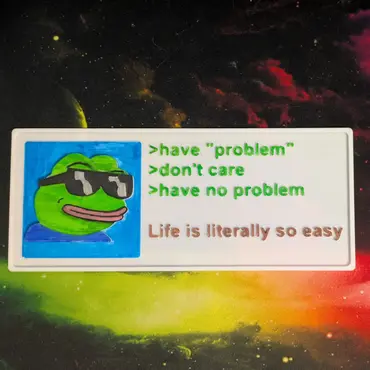 >have "problem"
>don't care
>have no problem
Life is literally so easy